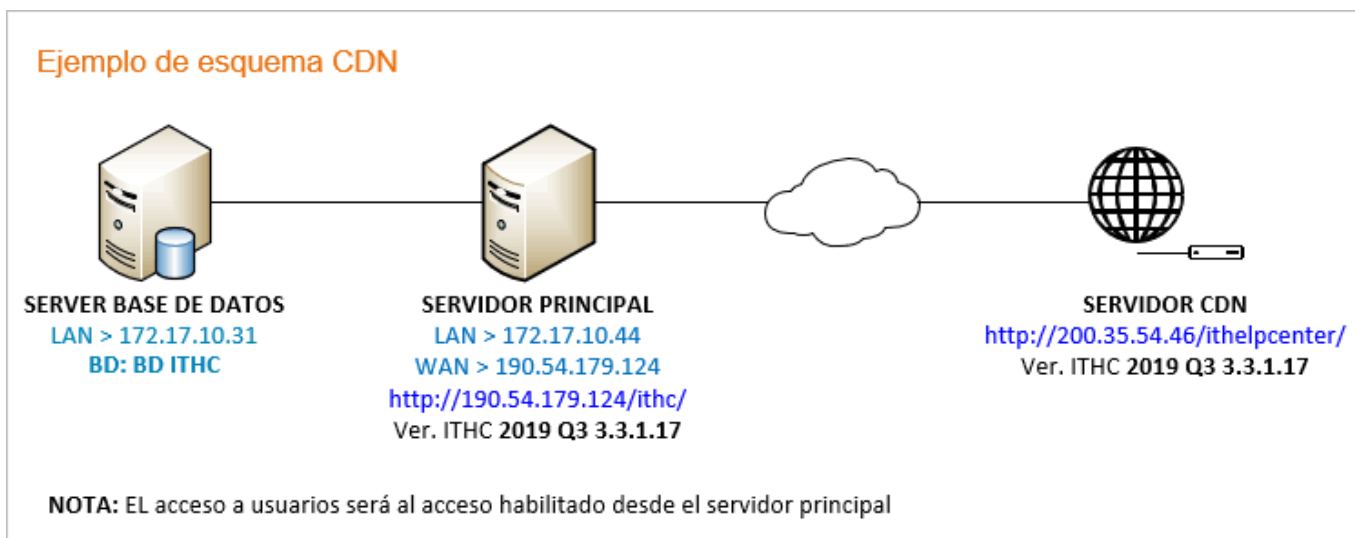 Ejemplo de esquema CDN
SERVER BASE DE DATOS
LAN > 172.17.10.31
BD: BD ITHC
SERVIDOR PRINCIPAL
LAN > 172.17.10.44
WAN > 190.54.179.124
http://190.54.179.124/ithc/
Ver. ITHC 2019 Q3 3.3.1.17
SERVIDOR CDN
http://200.35.54.46/ithelpcenter/
Ver. ITHC 2019 Q3 3.3.1.17
NOTA: EL acceso a usuarios será al acceso habilitado desde el servidor principal